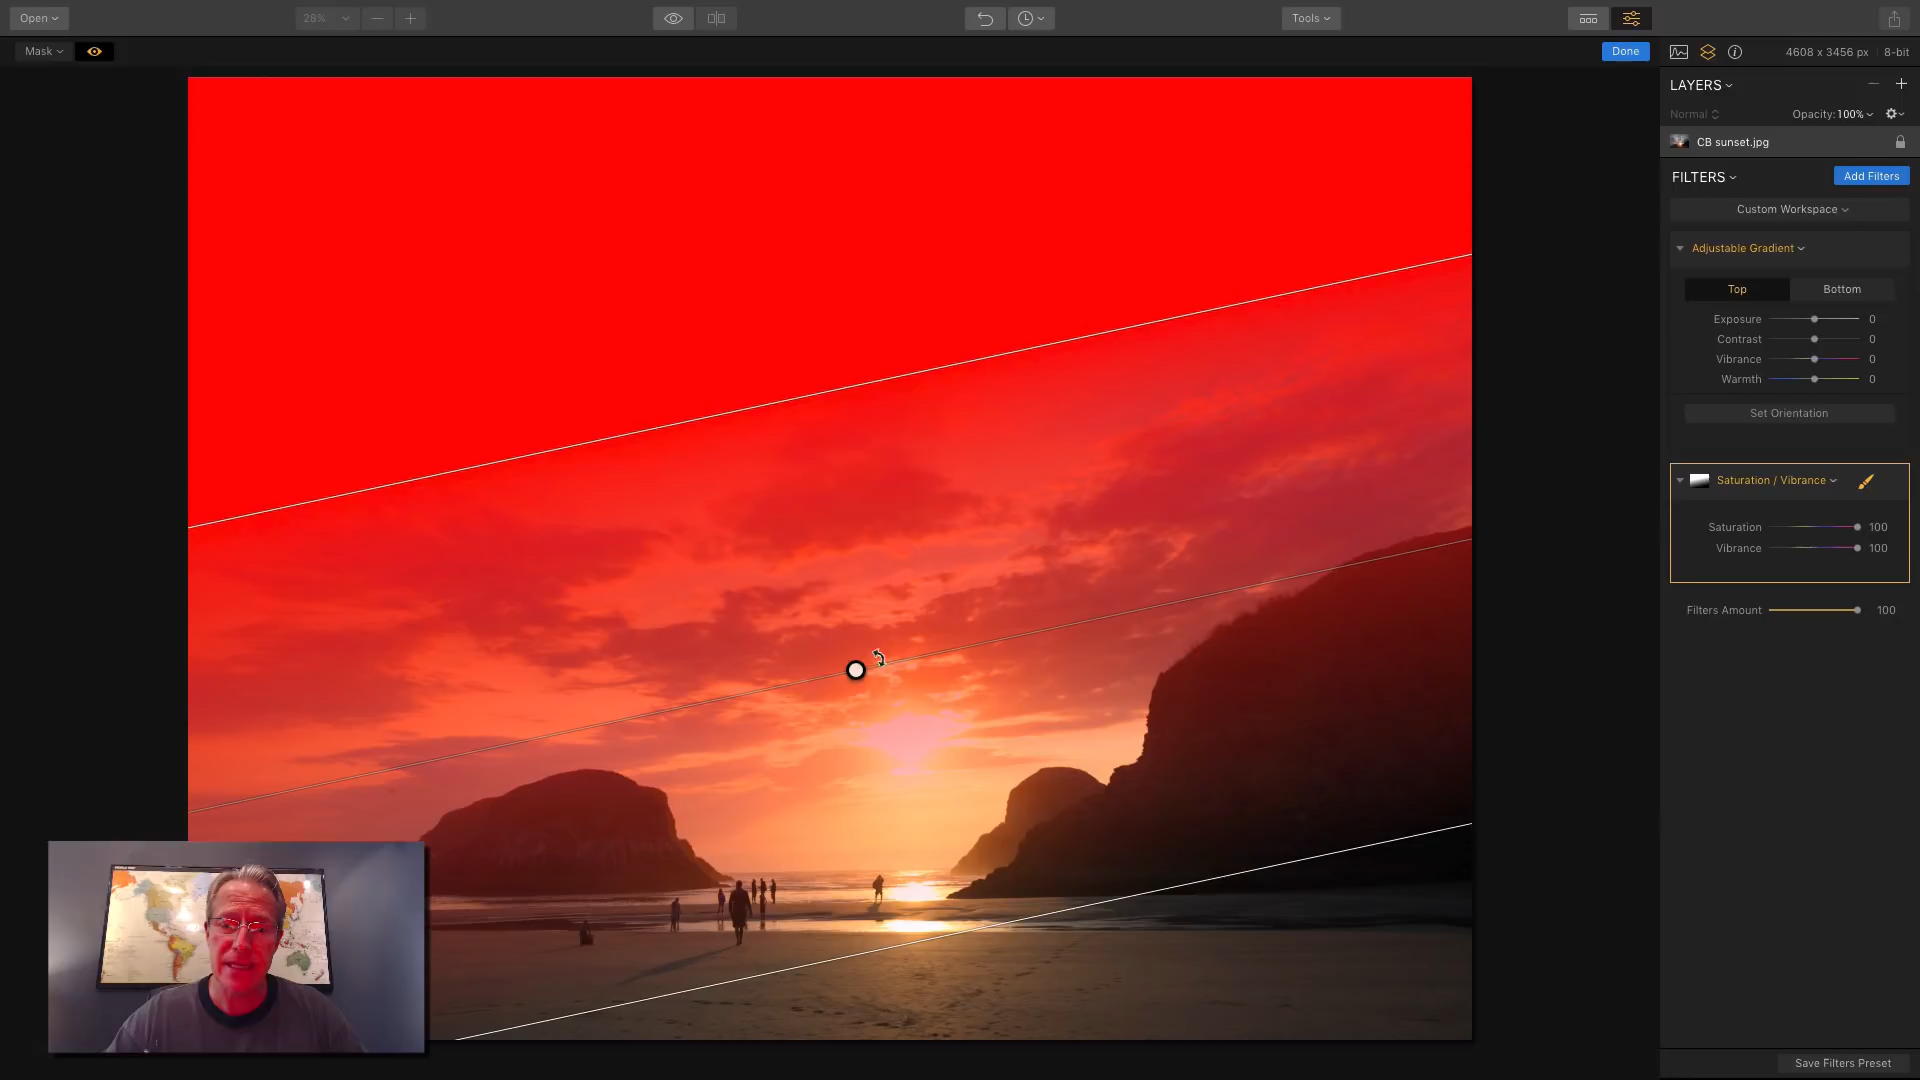 Open
28%
Tools
Mask
Done
4608 x 3456 px
8-bit
LAYERS
Normal
Opacity: 100%
CB sunset.jpg
FILTERS
Add Filters
Custom Workspace
Adjustable Gradient
Top
Bottom
Exposure 0
Contrast 0
Vibrance 0
Warmth 0
Set Orientation
Saturation / Vibrance
Saturation 100
Vibrance 100
Filters Amount 100
Save Filters Preset